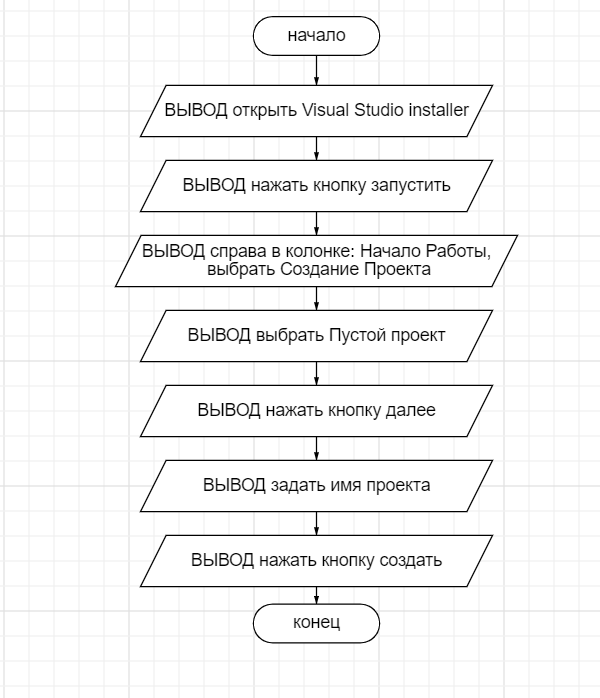 начало
ВЫВОД открыть Visual Studio installer
ВЫВОД нажать кнопку запустить
ВЫВОД справа в колонке: Начало Работы,
выбрать Создание Проекта
ВЫВОД выбрать Пустой проект
ВЫВОД нажать кнопку далее
ВЫВОД задать имя проекта
ВЫВОД нажать кнопку создать
конец